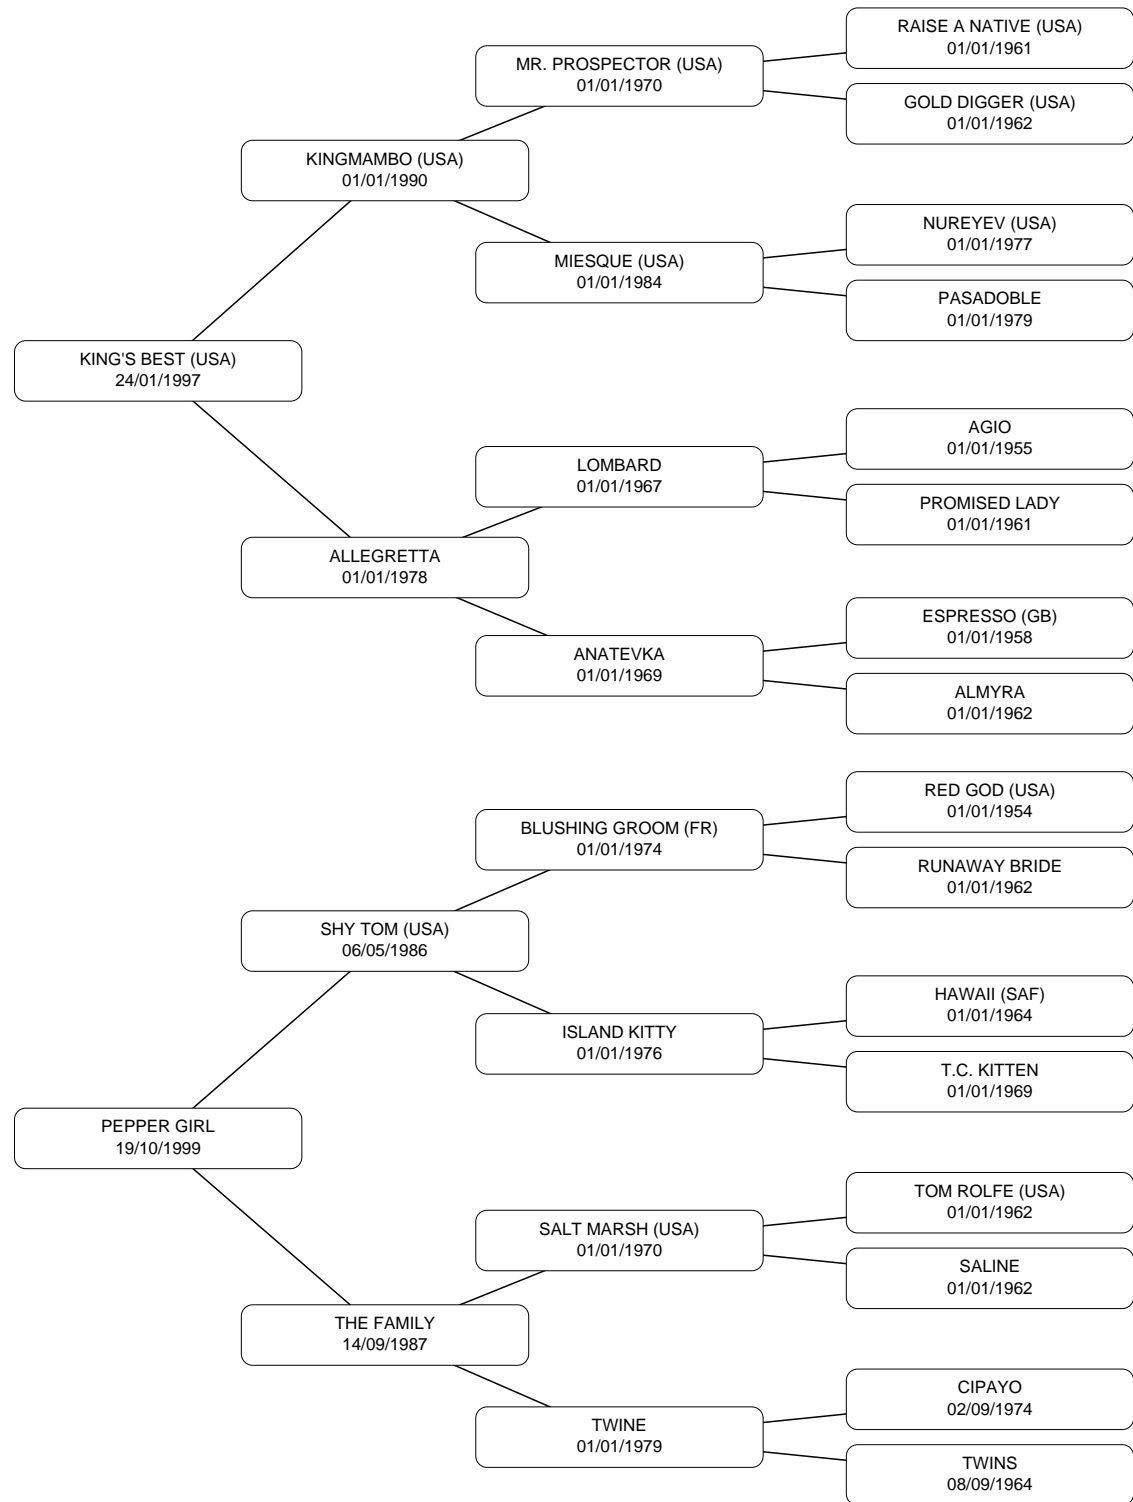 RAISE A NATIVE (USA)
01/01/1961
MR. PROSPECTOR (USA)
01/01/1970
GOLD DIGGER (USA)
01/01/1962
KINGMAMBO (USA)
01/01/1990
NUREYEV (USA)
01/01/1977
MIESQUE (USA)
01/01/1984
PASADOBLE
01/01/1979
KING'S BEST (USA)
24/01/1997
AGIO
01/01/1955
LOMBARD
01/01/1967
PROMISED LADY
01/01/1961
ALLEGRETTA
01/01/1978
ESPRESSO (GB)
01/01/1958
ANATEVKA
01/01/1969
ALMYRA
01/01/1962
RED GOD (USA)
01/01/1954
BLUSHING GROOM (FR)
01/01/1974
RUNAWAY BRIDE
01/01/1962
SHY TOM (USA)
06/05/1986
HAWAII (SAF)
01/01/1964
ISLAND KITTY
01/01/1976
T.C. KITTEN
01/01/1969
PEPPER GIRL
19/10/1999
TOM ROLFE (USA)
01/01/1962
SALT MARSH (USA)
01/01/1970
SALINE
01/01/1962
THE FAMILY
14/09/1987
CIPAYO
02/09/1974
TWINE
01/01/1979
TWINS
08/09/1964